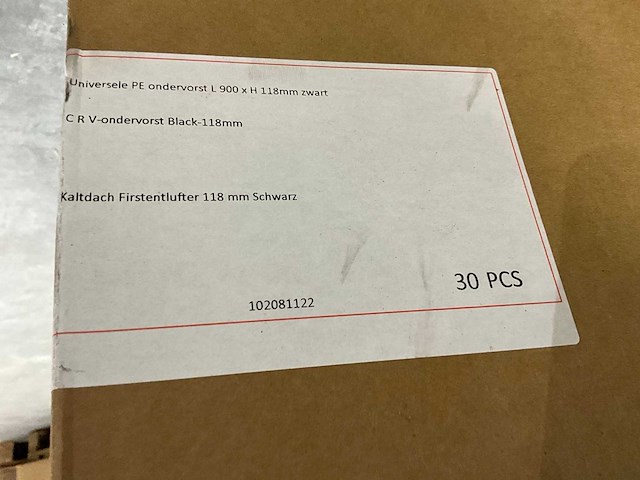 Universele PE ondervorst L 900 x H 118mm zwart
C R V-ondervorst Black-118mm
Kaltdach Firstentlufter 118 mm Schwarz
30 PCS
102081122